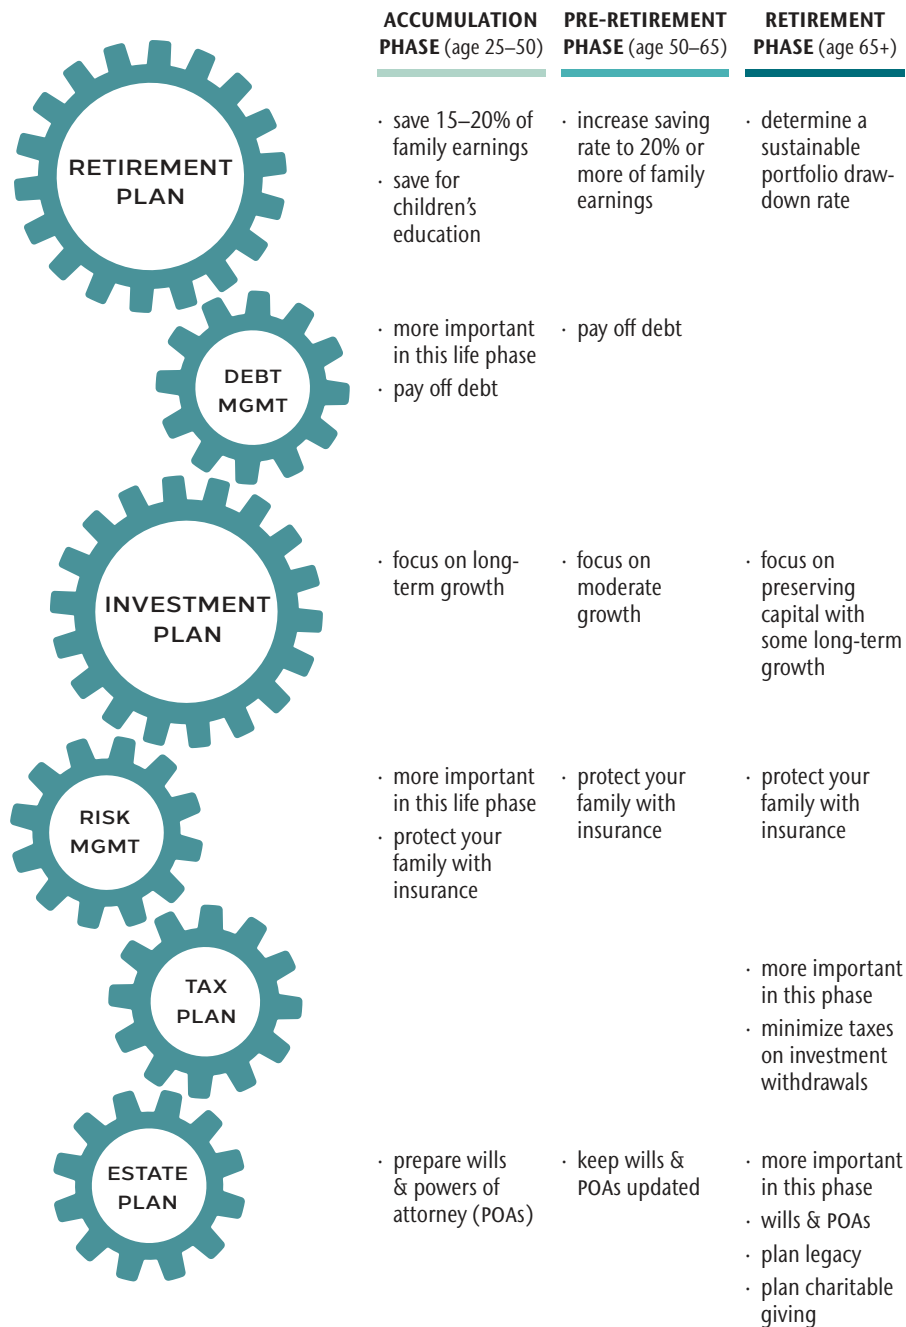 ACCUMULATION
PHASE (age 25–50)
PRE-RETIREMENT
PHASE (age 50–65)
RETIREMENT
PHASE (age 65+)
RETIREMENT
PLAN
· save 15–20% of
family earnings
· save for
children’s
education
· increase saving
rate to 20% or
more of family
earnings
· determine a
sustainable
portfolio draw-
down rate
DEBT
MGMT
· more important
in this life phase
· pay off debt
· pay off debt
INVESTMENT
PLAN
· focus on long-
term growth
· focus on
moderate
growth
· focus on
preserving
capital with
some long-term
growth
RISK
MGMT
· more important
in this life phase
· protect your
family with
insurance
· protect your
family with
insurance
· protect your
family with
insurance
TAX
PLAN
· more important
in this phase
· minimize taxes
on investment
withdrawals
ESTATE
PLAN
· prepare wills
& powers of
attorney (POAs)
· keep wills &
POAs updated
· more important
in this phase
· wills & POAs
· plan legacy
· plan charitable
giving